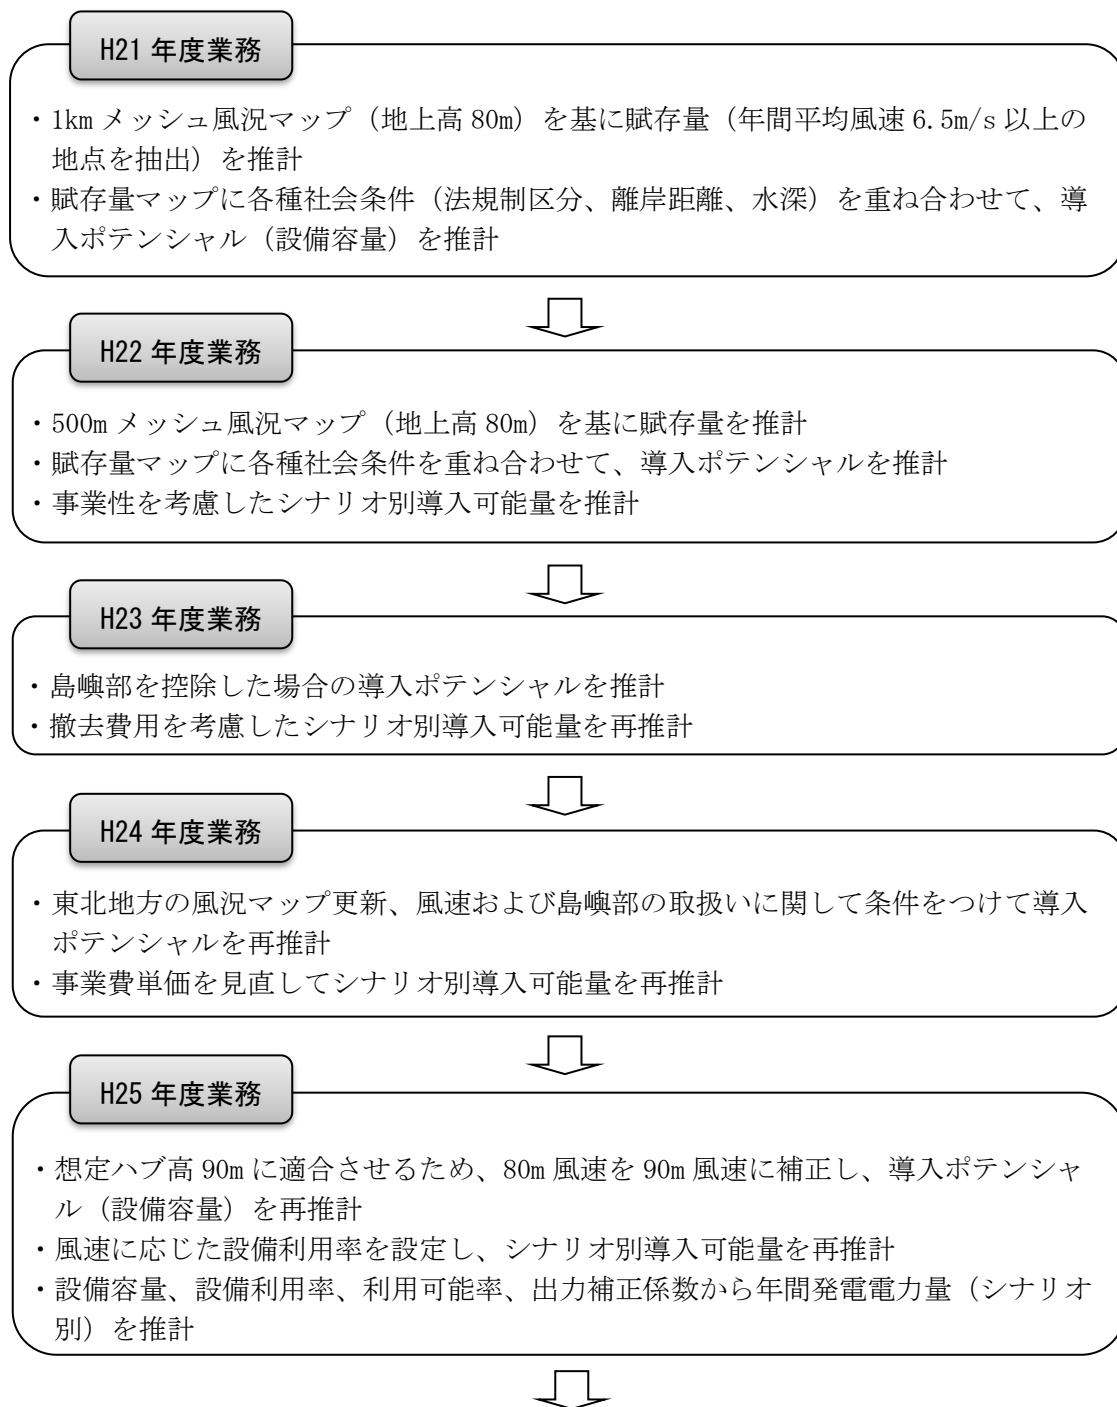 H21 年度業務
・1km メッシュ風況マップ（地上高 80m）を基に賦存量（年間平均風速 6.5m/s 以上の
地点を抽出）を推計
・賦存量マップに各種社会条件（法規制区分、離岸距離、水深）を重ね合わせて、導
入ポテンシャル（設備容量）を推計
H22 年度業務
・500m メッシュ風況マップ（地上高 80m）を基に賦存量を推計
・賦存量マップに各種社会条件を重ね合わせて、導入ポテンシャルを推計
・事業性を考慮したシナリオ別導入可能量を推計
H23 年度業務
・島嶼部を控除した場合の導入ポテンシャルを推計
・撤去費用を考慮したシナリオ別導入可能量を再推計
H24 年度業務
・東北地方の風況マップ更新、風速および島嶼部の取扱いに関して条件をつけて導入
ポテンシャルを再推計
・事業費単価を見直してシナリオ別導入可能量を再推計
H25 年度業務
・想定ハブ高 90m に適合させるため、80m 風速を 90m 風速に補正し、導入ポテンシャ
ル（設備容量）を再推計
・風速に応じた設備利用率を設定し、シナリオ別導入可能量を再推計
・設備容量、設備利用率、利用可能率、出力補正係数から年間発電電力量（シナリオ
別）を推計